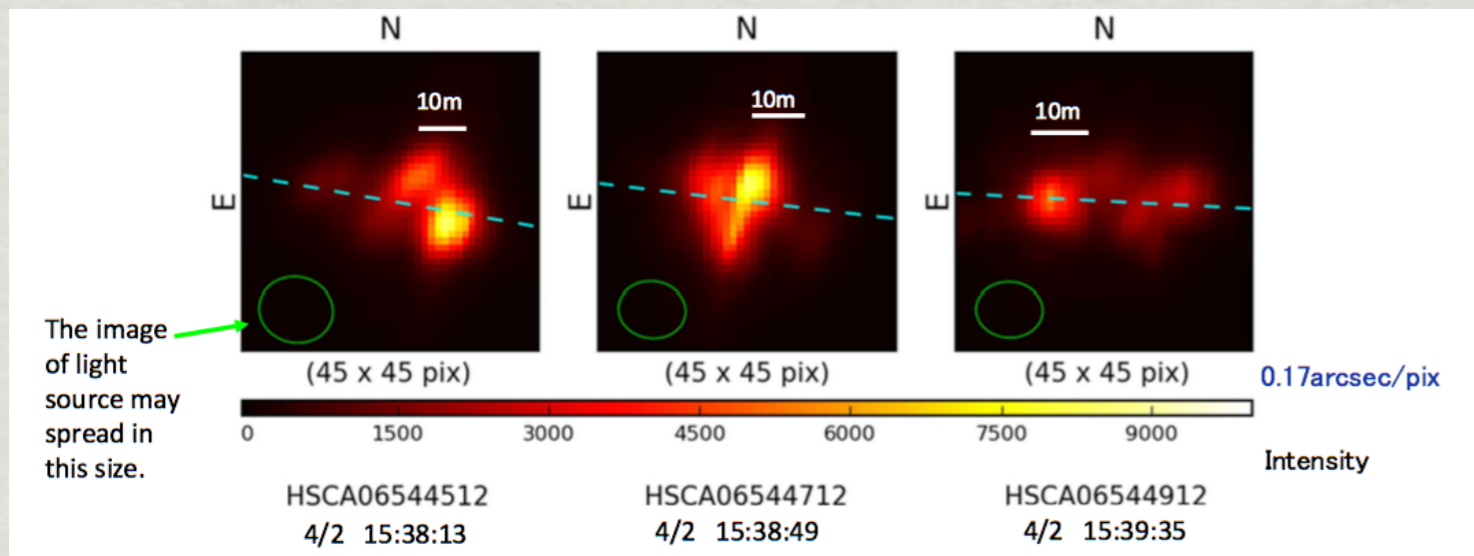 N N N
10m 10m 10m
E E E
The image
of light
source may
spread in
this size.
(45 x 45 pix) (45 x 45 pix) (45 x 45 pix) 0.17arcsec/pix
0 1500 3000 4500 6000 7500 9000
Intensity
HSCA06544512 HSCA06544712 HSCA06544912
4/2 15:38:13 4/2 15:38:49 4/2 15:39:35